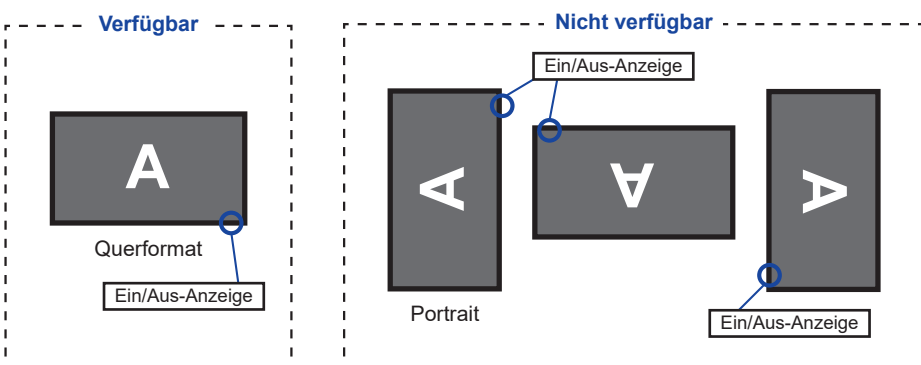 Verfügbar
A
Querformat
Ein/Aus-Anzeige
Nicht verfügbar
Ein/Aus-Anzeige
A
A
A
Portrait
Ein/Aus-Anzeige